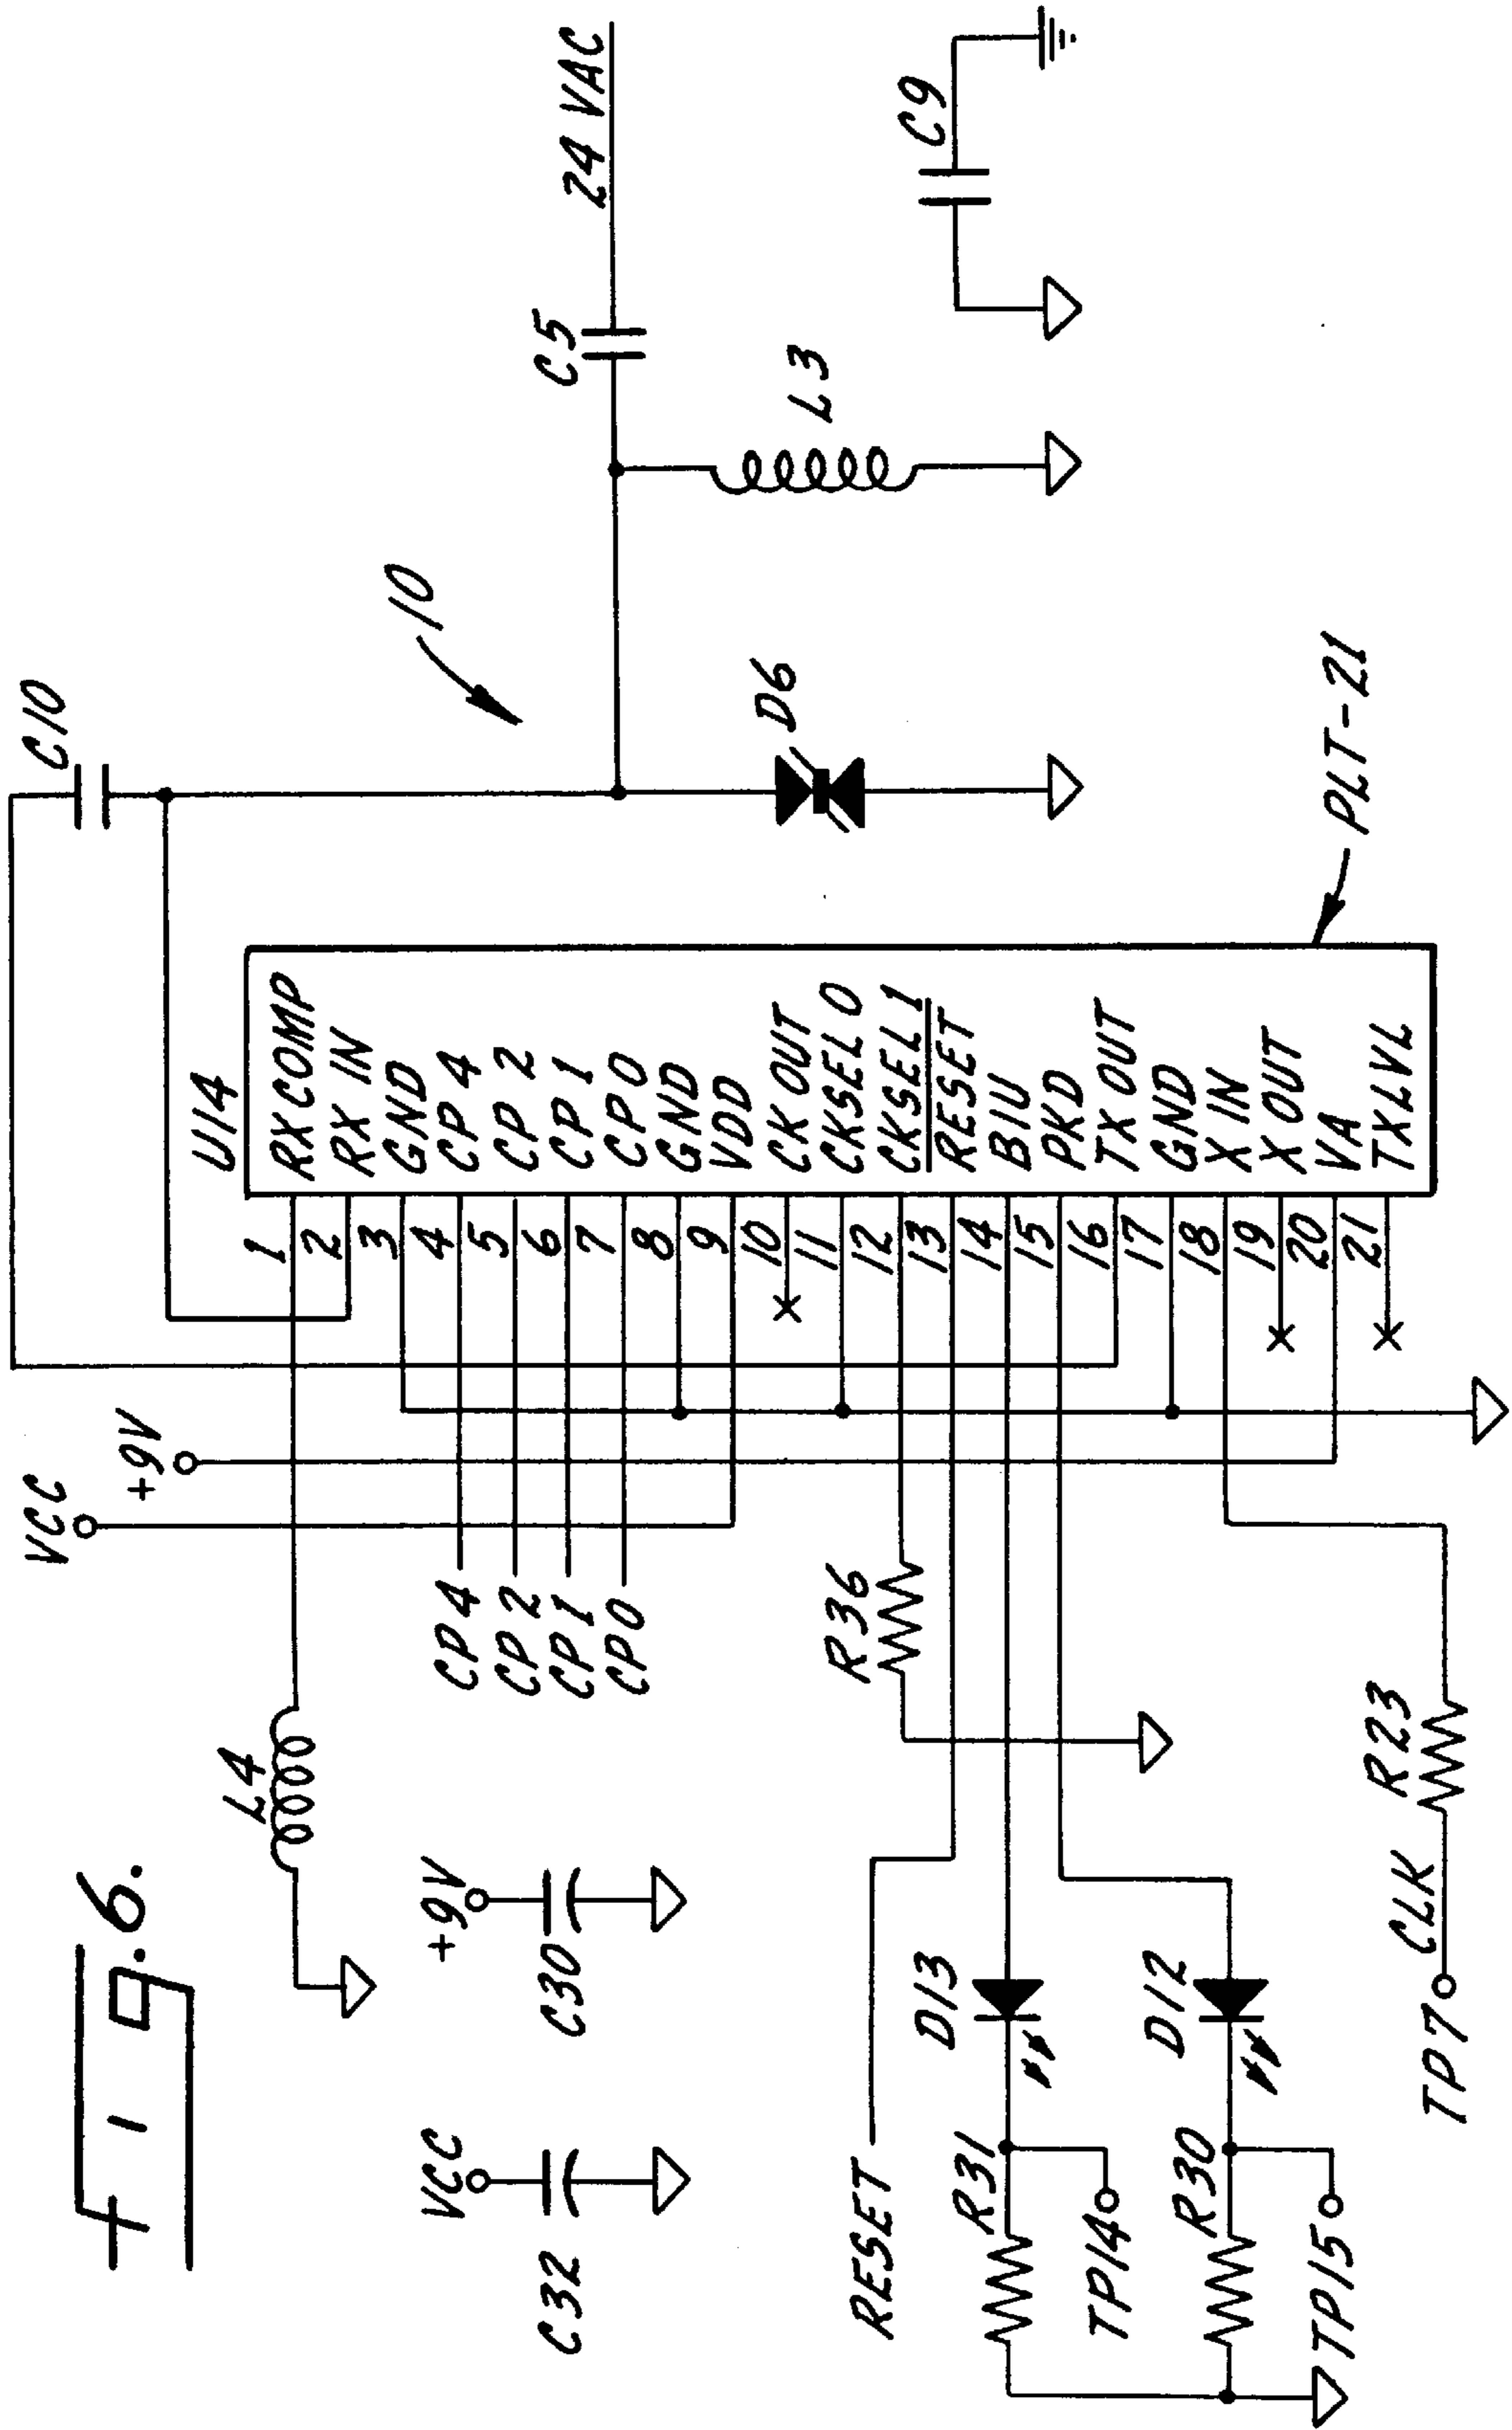 Fig. 6.
VCC
+9V
C10
10
24 VAC
C5
L3
C9
D6
PLT-21
U14
1 RXCOMP
2 RX IN
3 GND
4 CP 4
5 CP 2
6 CP 1
7 CP 0
8 GND
9 VDD
10 CK OUT
11 CKSEL 0
12 CKSEL 1
13 RESET
14 BIU
15 PKD
16 TX OUT
17 GND
18 X IN
19 X OUT
20 VA
21 TXLVL
L4
CP4
CP2
CP1
CP0
VCC
C32
+9V
C30
R36
RESET
R31
D13
TP14
R30
D12
TP15
TP7
CLK
R23